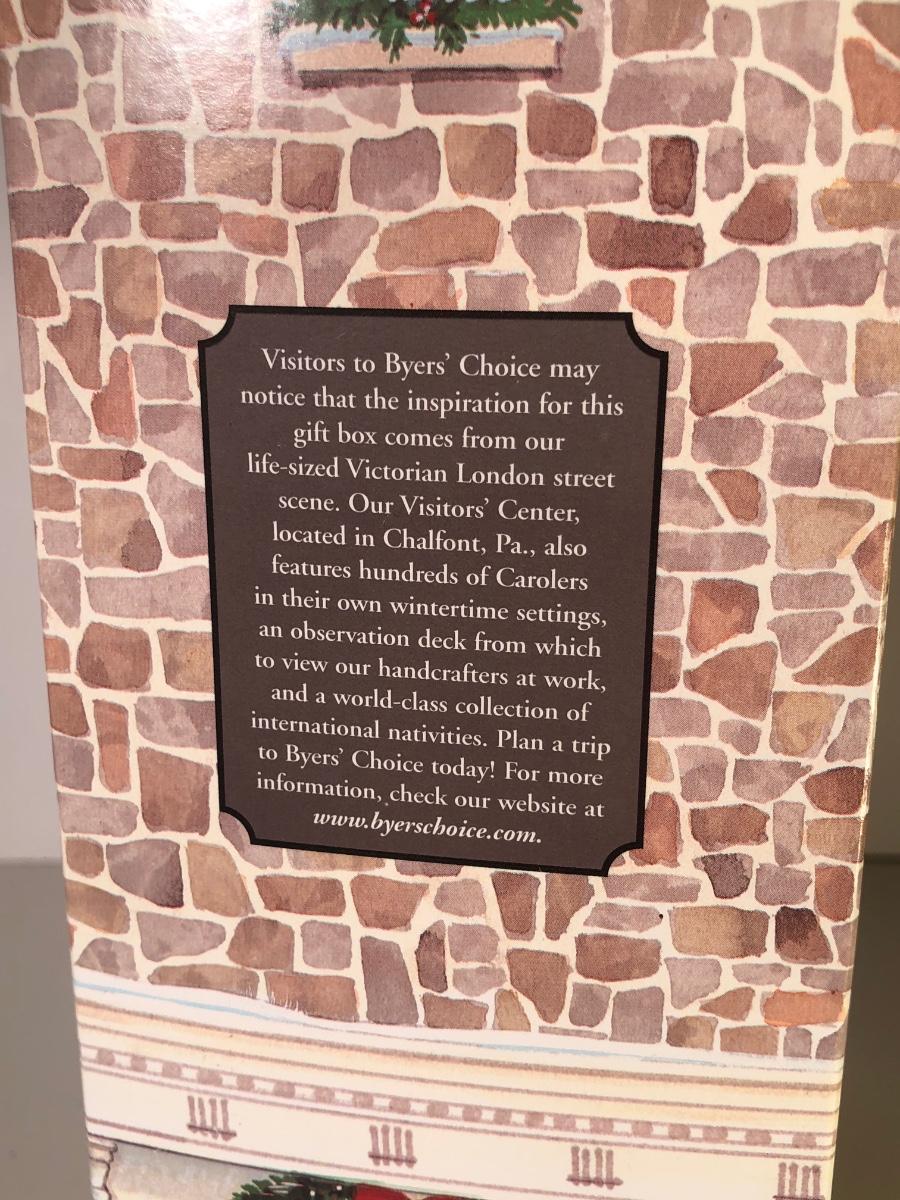 Visitors to Byers’ Choice may
notice that the inspiration for this
gift box comes from our
life-sized Victorian London street
scene. Our Visitors’ Center,
located in Chalfont, Pa., also
features hundreds of Carolers
in their own wintertime settings,
an observation deck from which
to view our handcrafters at work,
and a world-class collection of
international nativities. Plan a trip
to Byers’ Choice today! For more
information, check our website at
www.byerschoice.com.